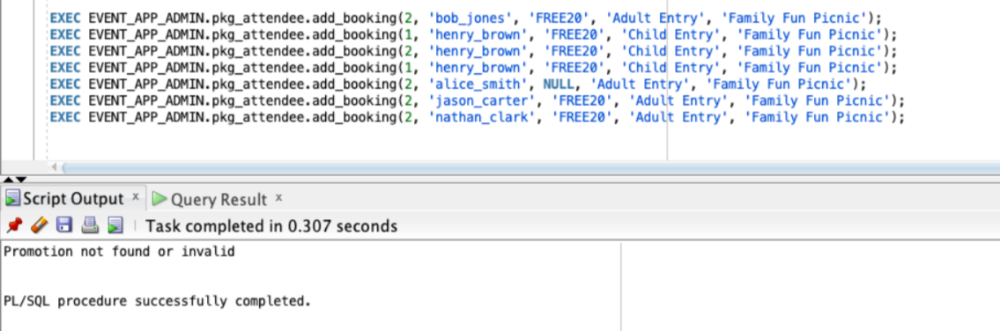 EXEC EVENT_APP_ADMIN.pkg_attendee.add_booking(2, 'bob_jones', 'FREE20', 'Adult Entry', 'Family Fun Picnic');
EXEC EVENT_APP_ADMIN.pkg_attendee.add_booking(1, 'henry_brown', 'FREE20', 'Child Entry', 'Family Fun Picnic');
EXEC EVENT_APP_ADMIN.pkg_attendee.add_booking(2, 'henry_brown', 'FREE20', 'Child Entry', 'Family Fun Picnic');
EXEC EVENT_APP_ADMIN.pkg_attendee.add_booking(1, 'henry_brown', 'FREE20', 'Child Entry', 'Family Fun Picnic');
EXEC EVENT_APP_ADMIN.pkg_attendee.add_booking(2, 'alice_smith', NULL, 'Adult Entry', 'Family Fun Picnic');
EXEC EVENT_APP_ADMIN.pkg_attendee.add_booking(2, 'jason_carter', 'FREE20', 'Adult Entry', 'Family Fun Picnic');
EXEC EVENT_APP_ADMIN.pkg_attendee.add_booking(2, 'nathan_clark', 'FREE20', 'Adult Entry', 'Family Fun Picnic');
Script Output x Query Result x
Task completed in 0.307 seconds
Promotion not found or invalid
PL/SQL procedure successfully completed.